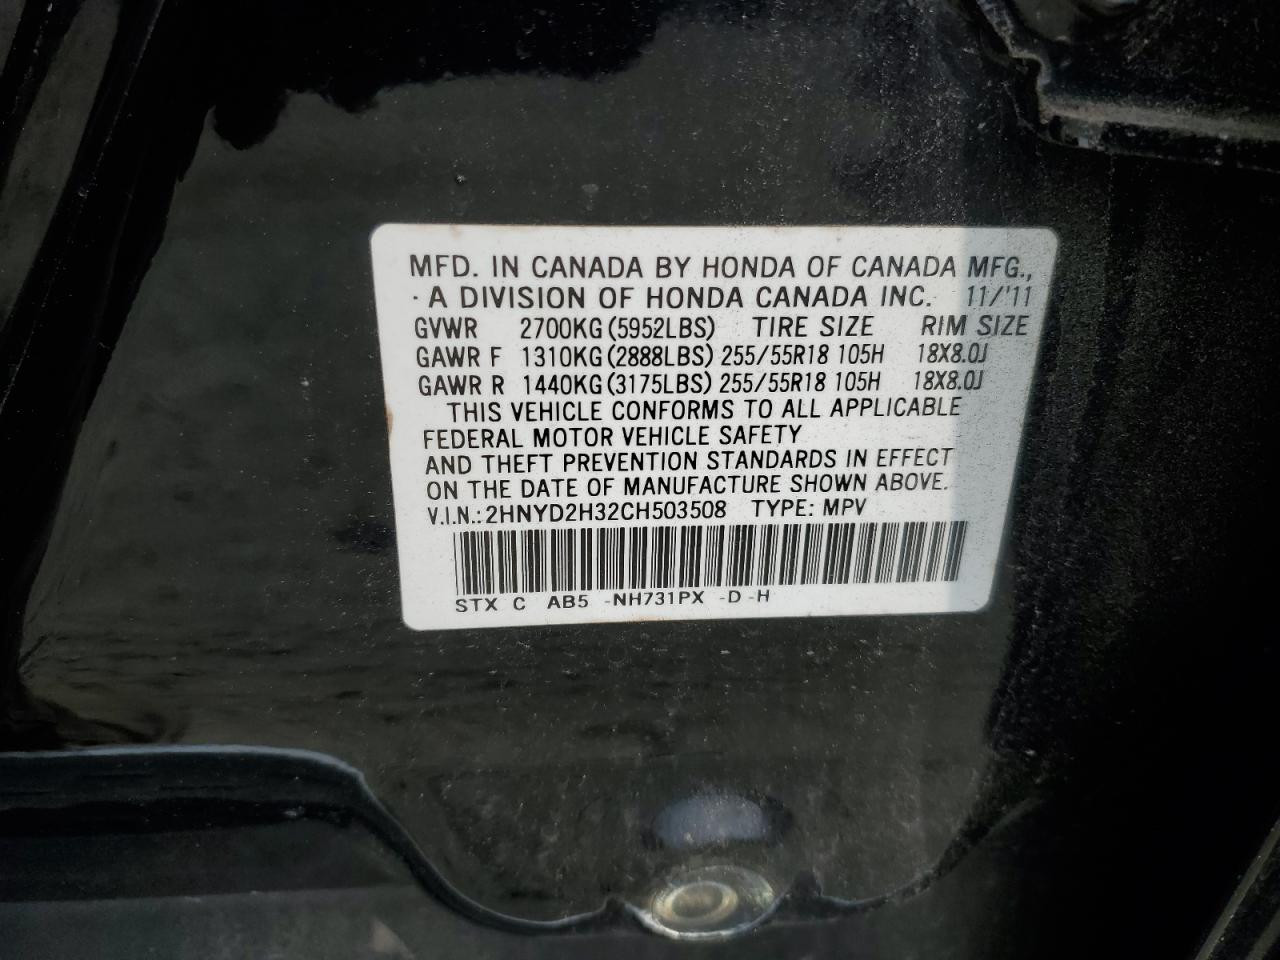 MFD. IN CANADA BY HONDA OF CANADA MFG.,
· A DIVISION OF HONDA CANADA INC. 11/'11
GVWR 2700KG(5952LBS) TIRE SIZE RIM SIZE
GAWR F 1310KG(2888LBS) 255/55R18 105H 18X8.0J
GAWR R 1440KG(3175LBS) 255/55R18 105H 18X8.0J
THIS VEHICLE CONFORMS TO ALL APPLICABLE
FEDERAL MOTOR VEHICLE SAFETY
AND THEFT PREVENTION STANDARDS IN EFFECT
ON THE DATE OF MANUFACTURE SHOWN ABOVE.
V.I.N.: 2HNYD2H32CH503508 TYPE: MPV
STX C AB5 -NH731PX -D -H